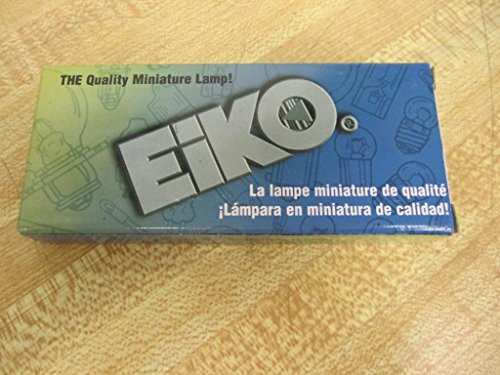 THE Quality Miniature Lamp!
EiKO®
La lampe miniature de qualité
¡Lámpara en miniatura de calidad!